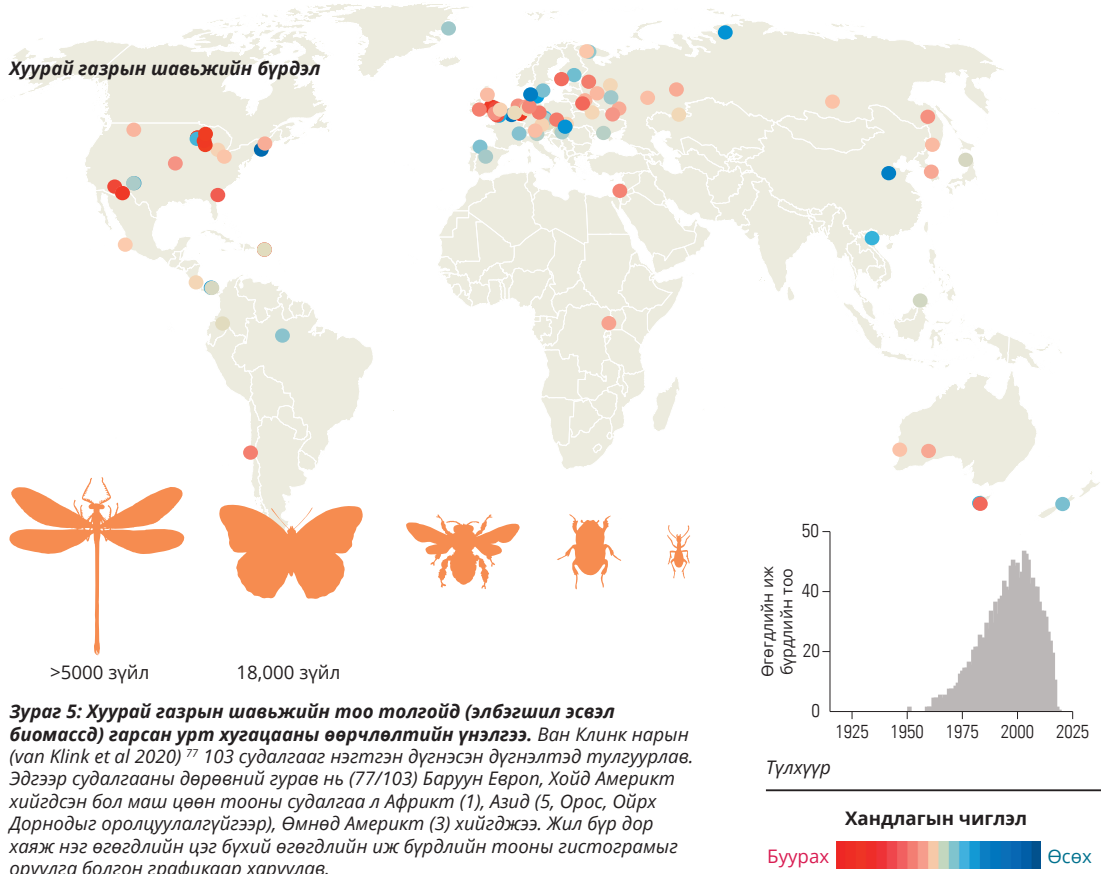 Хуурай газрын шавьжийн бүрдэл
>5000 зүйл
18,000 зүйл
Зураг 5: Хуурай газрын шавьжийн тоо толгойд (элбэгшил эсвэл
биомассд) гарсан урт хугацааны өөрчлөлтийн үнэлгээ. Ван Клинк нарын
(van Klink et al 2020) 77 103 судалгааг нэгтгэн дүгнэсэн дүгнэлтэд тулгуурлав.
Эдгээр судалгааны дөрөвний гурав нь (77/103) Баруун Европ, Хойд Америкт
хийгдсэн бол маш цөөн тооны судалгаа л Африкт (1), Азид (5, Орос, Ойрх
Дорнодыг оролцуулалгүйгээр), Өмнөд Америкт (3) хийгджээ. Жил бүр дор
хаяж нэг өгөгдлийн цэг бүхий өгөгдлийн иж бүрдлийн тооны гистограмыг
оруулга болгон графикаар харуулав.
Өгөгдлийн иж
бүрдлийн тоо
50
40
20
0
1925 1950 1975 2000 2025
Түлхүүр
Хандлагын чиглэл
Буурах Өсөх